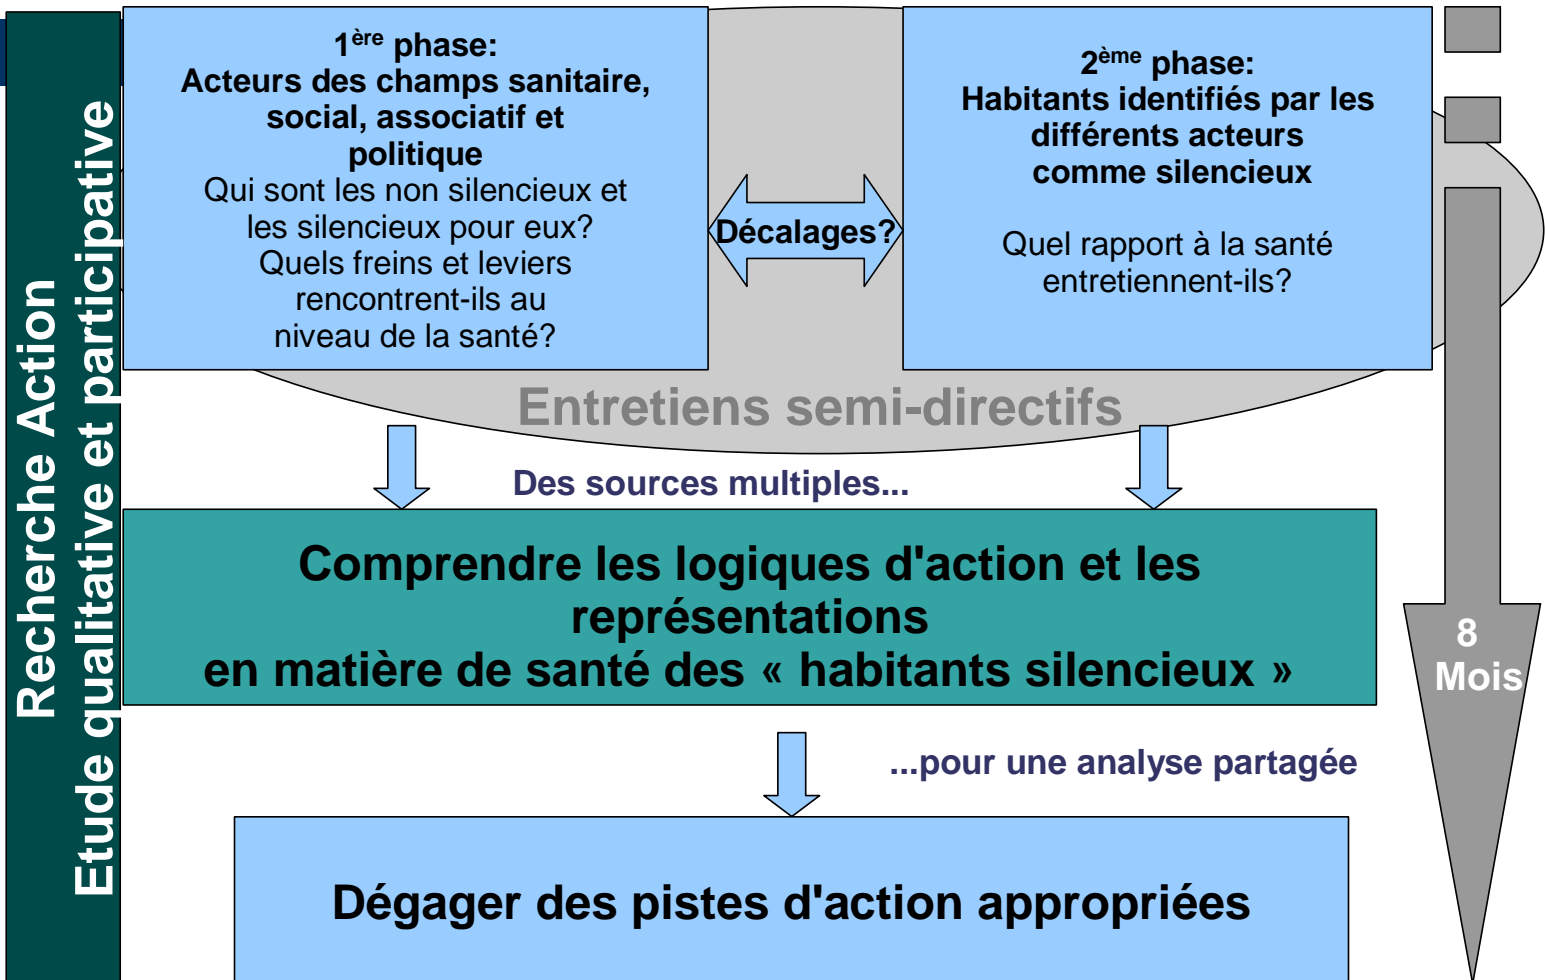 Recherche Action
Etude qualitative et participative
1ère phase:
Acteurs des champs sanitaire,
social, associatif et
politique
Qui sont les non silencieux et
les silencieux pour eux?
Quels freins et leviers
rencontrent-ils au
niveau de la santé?
Décalages?
2ème phase:
Habitants identifiés par les
différents acteurs
comme silencieux
Quel rapport à la santé
entretiennent-ils?
Entretiens semi-directifs
Des sources multiples...
Comprendre les logiques d'action et les
représentations
en matière de santé des « habitants silencieux »
8
Mois
...pour une analyse partagée
Dégager des pistes d'action appropriées